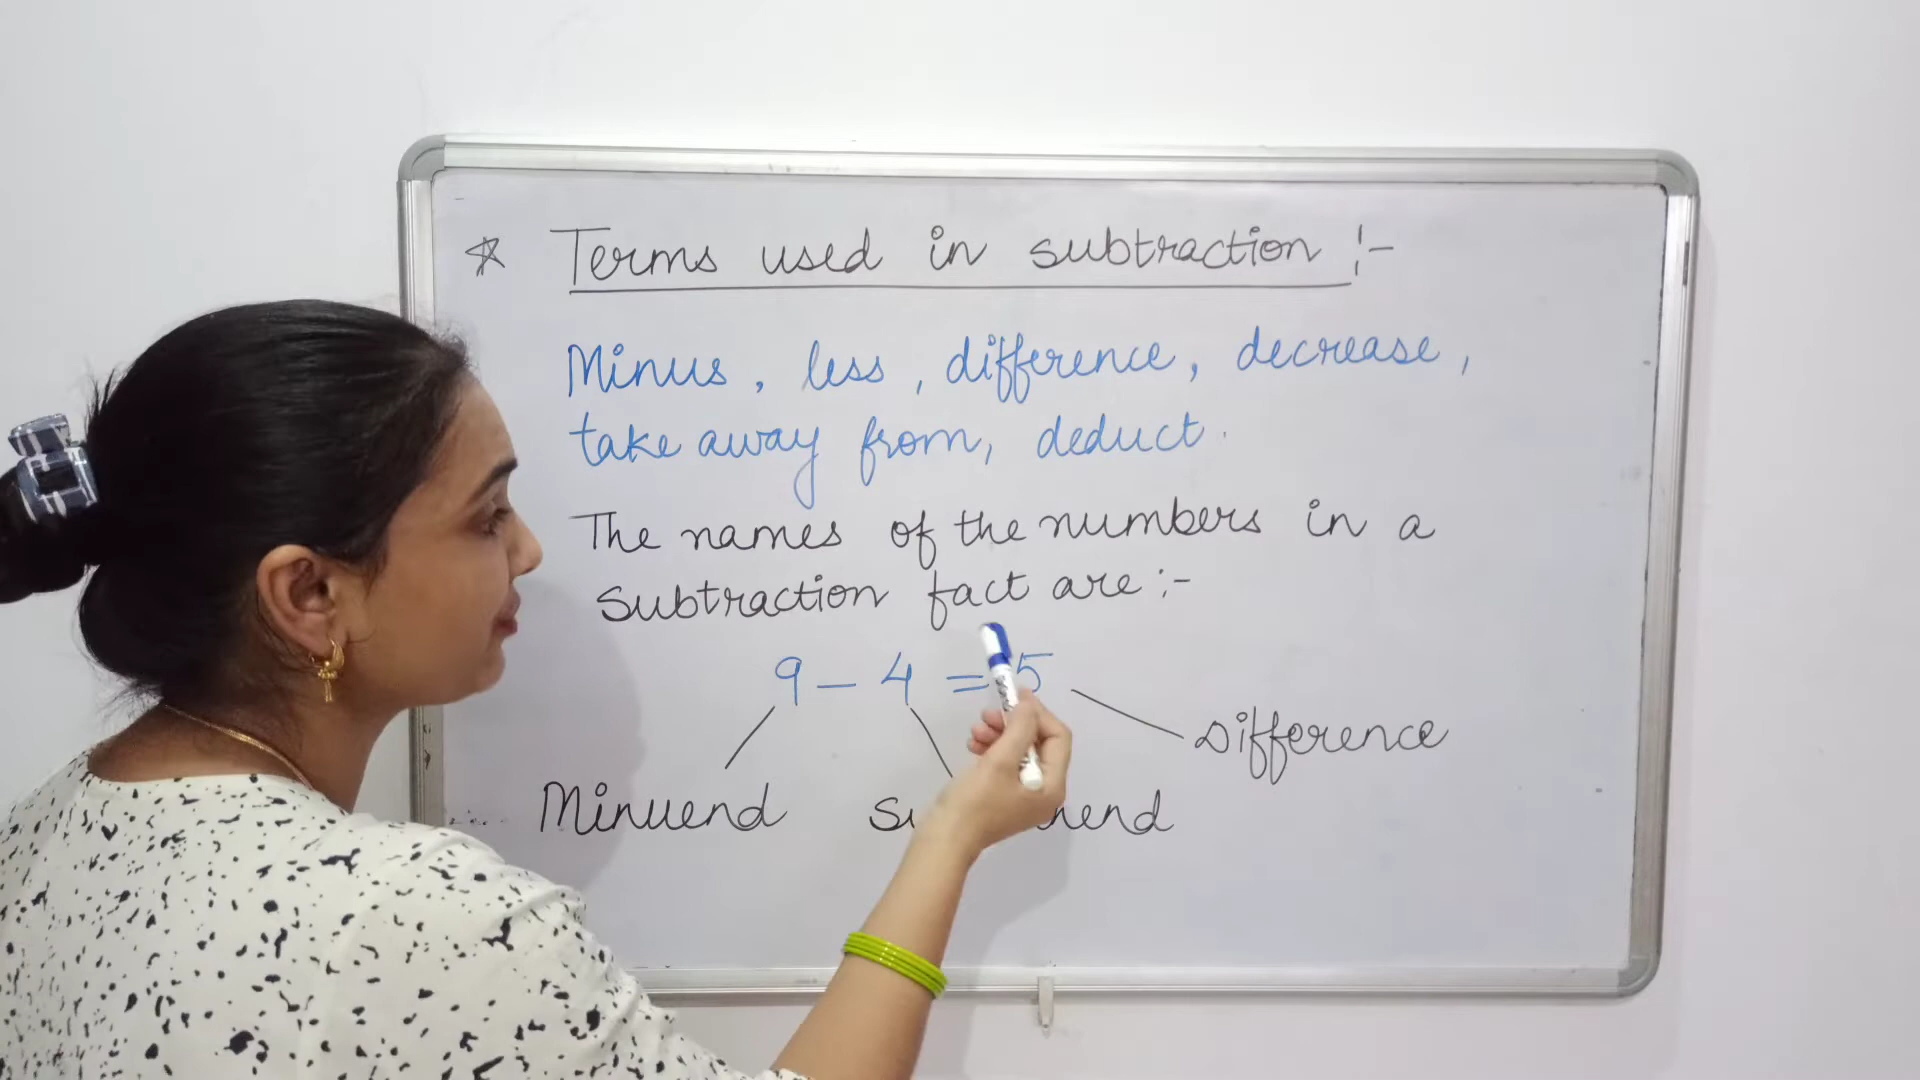 Terms used in subtraction :-
Minus, less, difference, decrease,
take away from, deduct.
The names of the numbers in a
subtraction fact are :-
9 - 4 = 5
Difference
Minuend